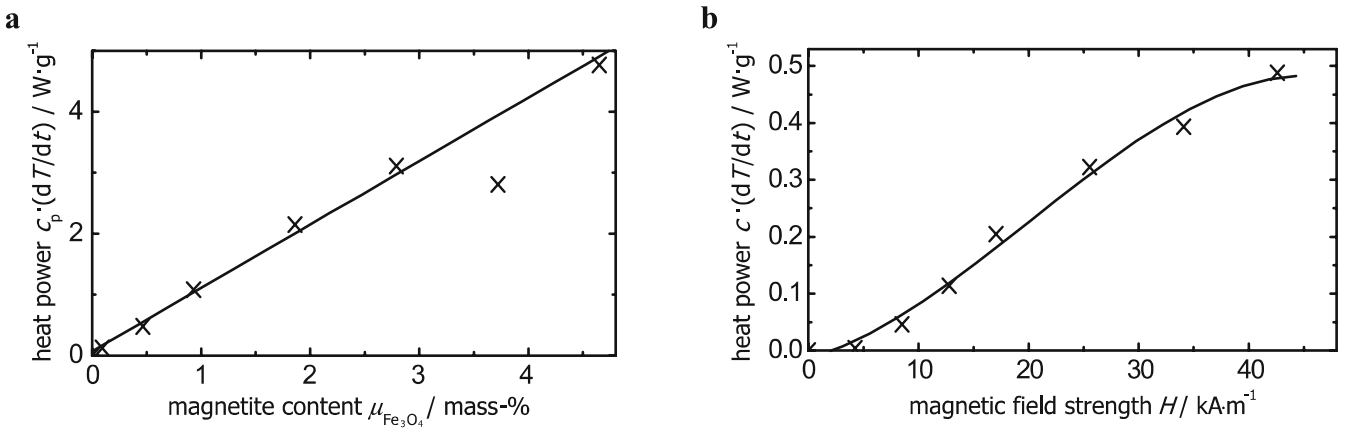 a
heat power c_p·(dT/dt) / W·g⁻¹
4
2
0
0 1 2 3 4
magnetite content μ_Fe₃O₄ / mass-%
b
heat power c·(dT/dt) / W·g⁻¹
0.5
0.4
0.3
0.2
0.1
0.0
0 10 20 30 40
magnetic field strength H / kA·m⁻¹